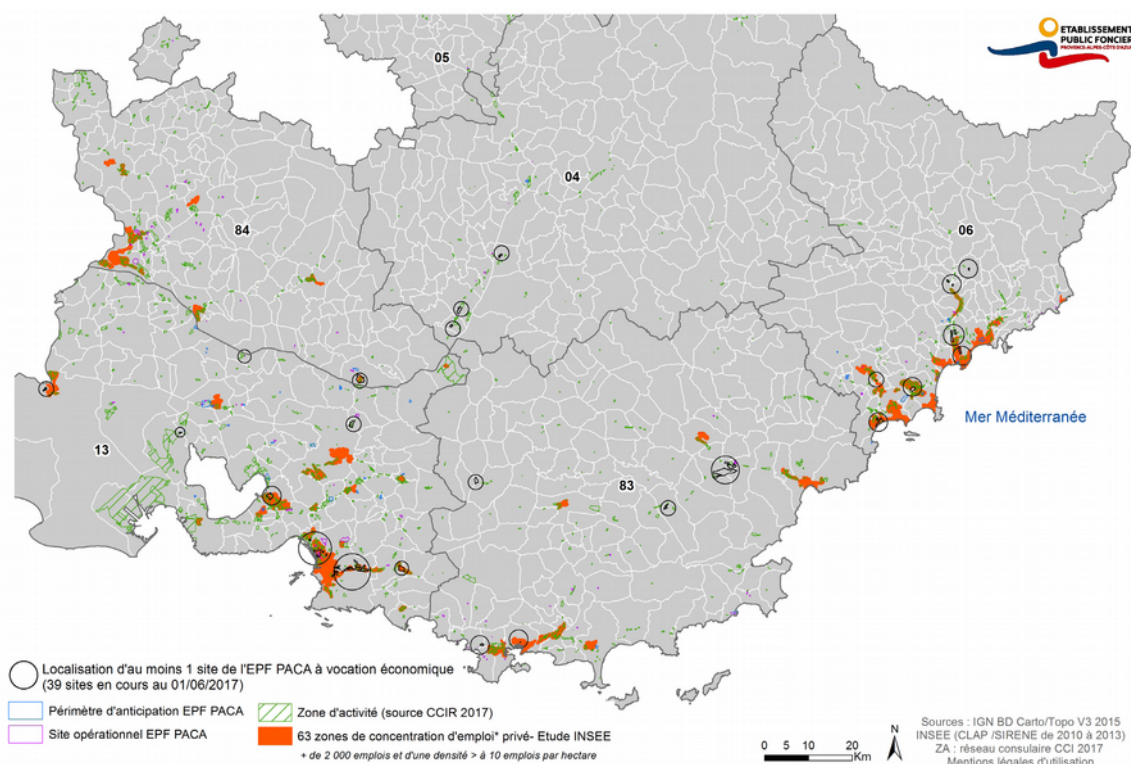 ETABLISSEMENT
PUBLIC FONCIER
PROVENCE-ALPES-CÔTE D'AZUR
05
04
84
06
Mer Méditerranée
13
83
Localisation d'au moins 1 site de l'EPF PACA à vocation économique
(39 sites en cours au 01/06/2017)
Périmètre d'anticipation EPF PACA
Zone d'activité (source CCIR 2017)
Site opérationnel EPF PACA
63 zones de concentration d'emploi* privé- Etude INSEE
* de 2 000 emplois et d'une densité > à 10 emplois par hectare
0 5 10 20
Km
N
Sources : IGN BD Carto/Topo V3 2015
INSEE (CLAP /SIRENE de 2010 à 2013)
ZA : réseau consulaire CCI 2017
Mentions légales d'utilisation